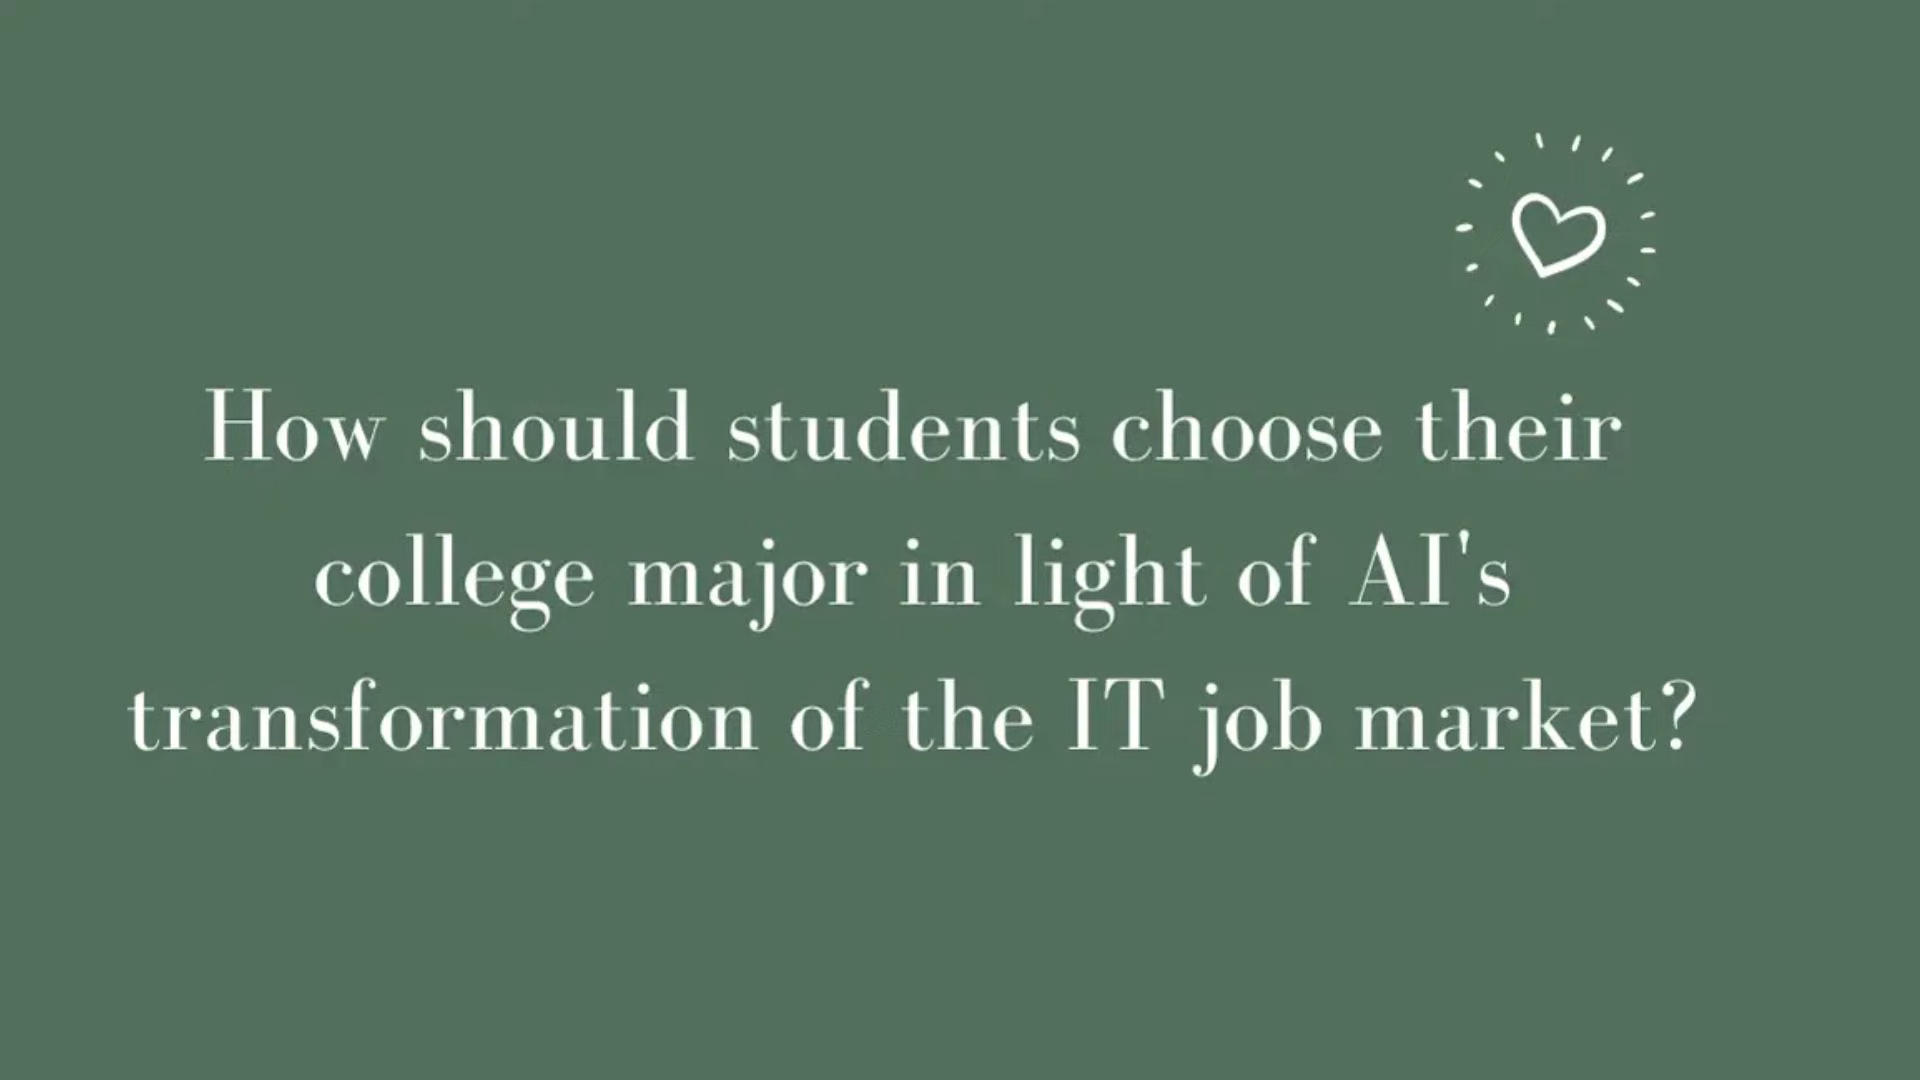 How should students choose their
college major in light of AI's
transformation of the IT job market?